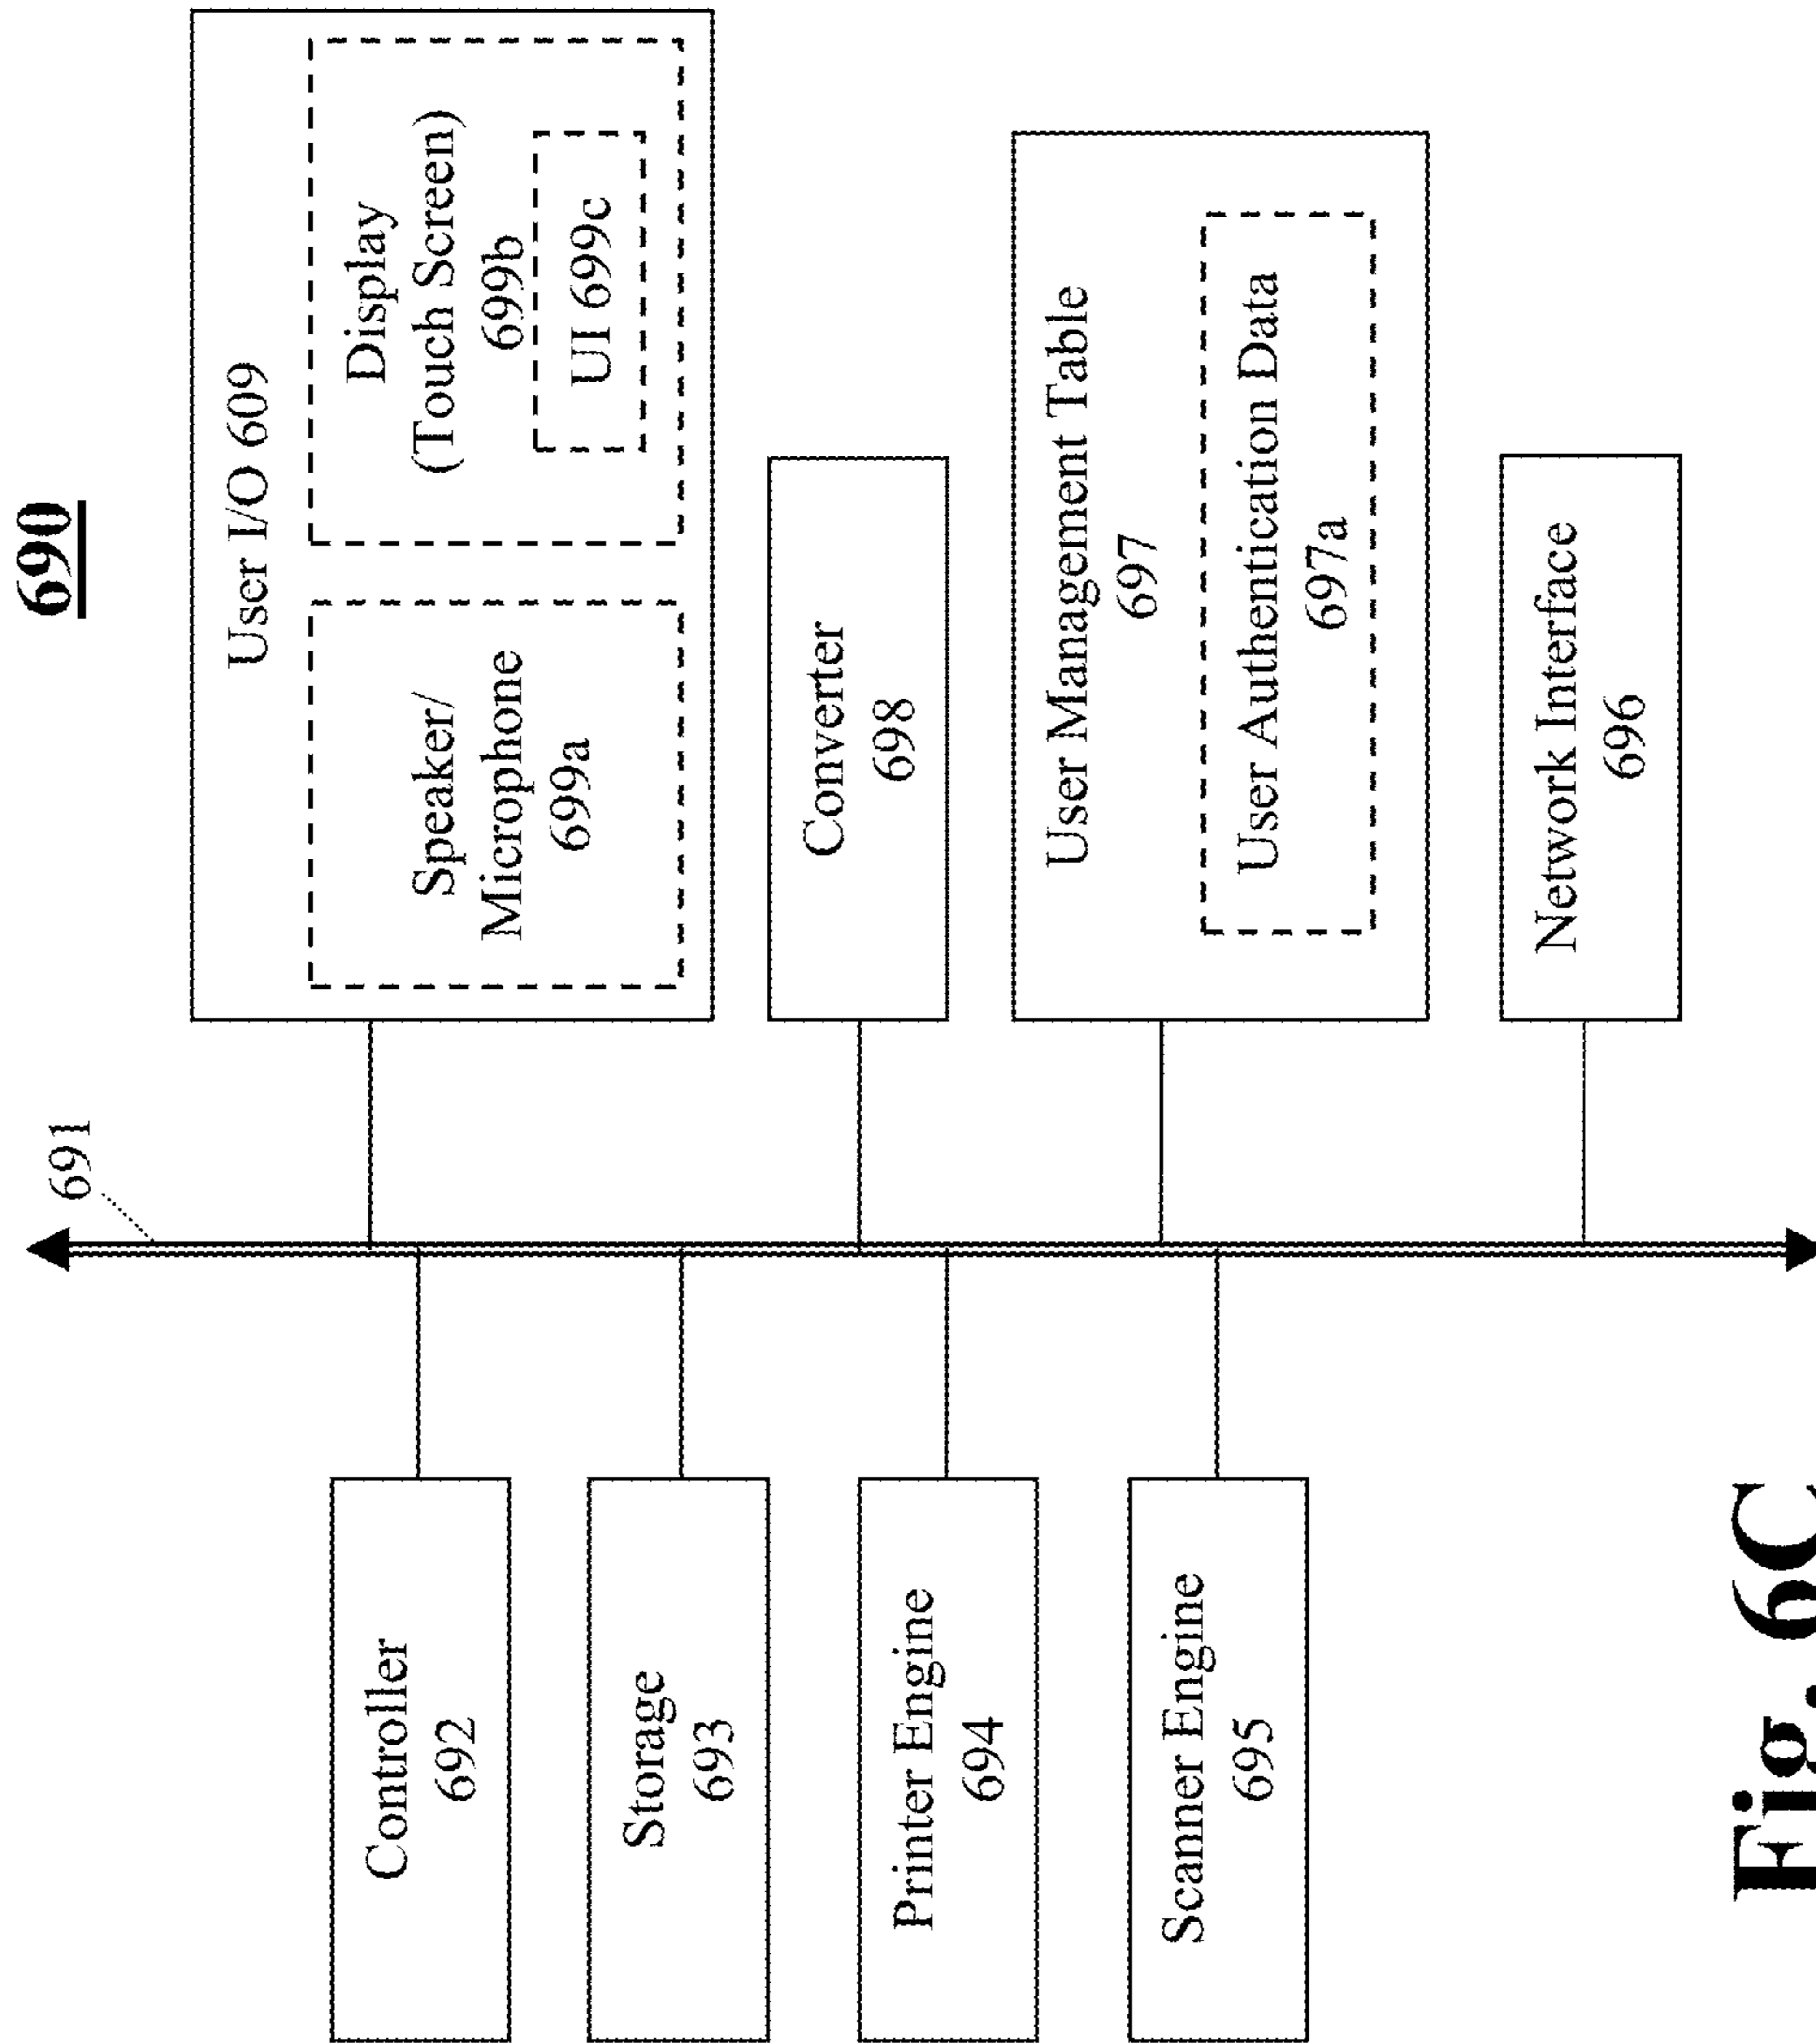 690
691
User I/O 609
Speaker/
Microphone
699a
Display
(Touch Screen)
699b
UI 699c
Converter
698
User Management Table
697
User Authentication Data
697a
Network Interface
696
Controller
692
Storage
693
Printer Engine
694
Scanner Engine
695
Fig. 6C